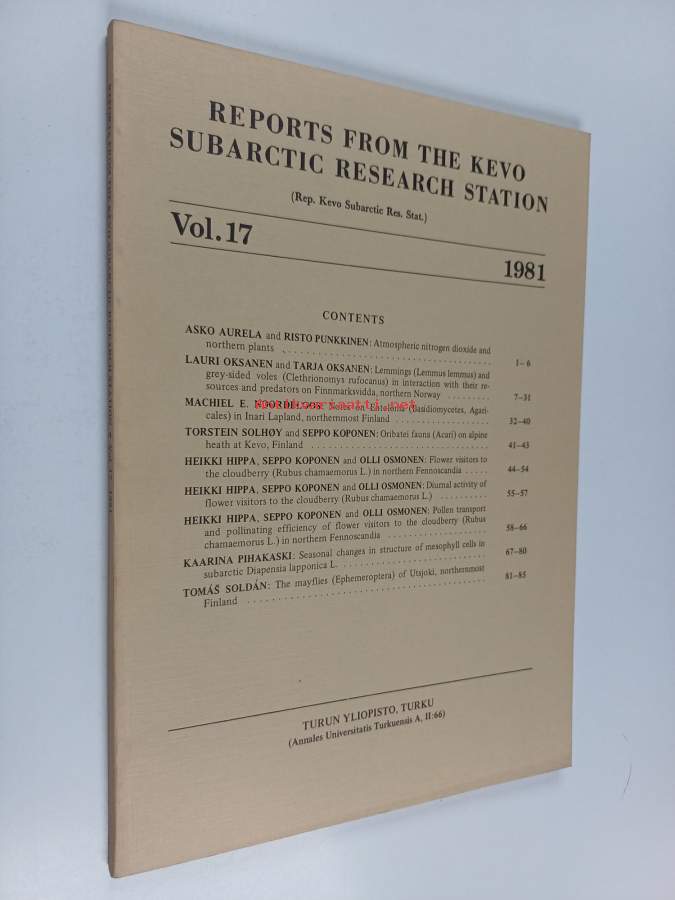 REPORTS FROM THE KEVO
SUBARCTIC RESEARCH STATION
(Rep. Kevo Subarctic Res. Stat.)
Vol. 17
1981
CONTENTS
ASKO AURELA and RISTO PUNKKINEN: Atmospheric nitrogen dioxide and
northern plants 1–6
LAURI OKSANEN and TARJA OKSANEN: Lemmings (Lemmus lemmus) and
grey-sided voles (Clethrionomys rufocanus) in interaction with their re-
sources and predators on Finnmarksvidda, northern Norway 7–31
MACHIEL E. NOORDELOOS: Notes on Entoloma (Basidiomycetes, Agari-
cales) in Inari Lapland, northernmost Finland 32–40
TORSTEIN SOLHØY and SEPPO KOPONEN: Oribatei fauna (Acari) on alpine
heath at Kevo, Finland 41–43
HEIKKI HIPPA, SEPPO KOPONEN and OLLI OSMONEN: Flower visitors to
the cloudberry (Rubus chamaemorus L.) in northern Fennoscandia 44–54
HEIKKI HIPPA, SEPPO KOPONEN and OLLI OSMONEN: Diurnal activity of
flower visitors to the cloudberry (Rubus chamaemorus L.) 55–57
HEIKKI HIPPA, SEPPO KOPONEN and OLLI OSMONEN: Pollen transport
and pollinating efficiency of flower visitors to the cloudberry (Rubus
chamaemorus L.) in northern Fennoscandia 58–66
KAARINA PIHAKASKI: Seasonal changes in structure of mesophyll cells in
subarctic Diapensia lapponica L. 67–80
TOMÁŠ SOLDÁN: The mayflies (Ephemeroptera) of Utsjoki, northernmost
Finland 81–85
TURUN YLIOPISTO, TURKU
(Annales Universitatis Turkuensis A, II:66)